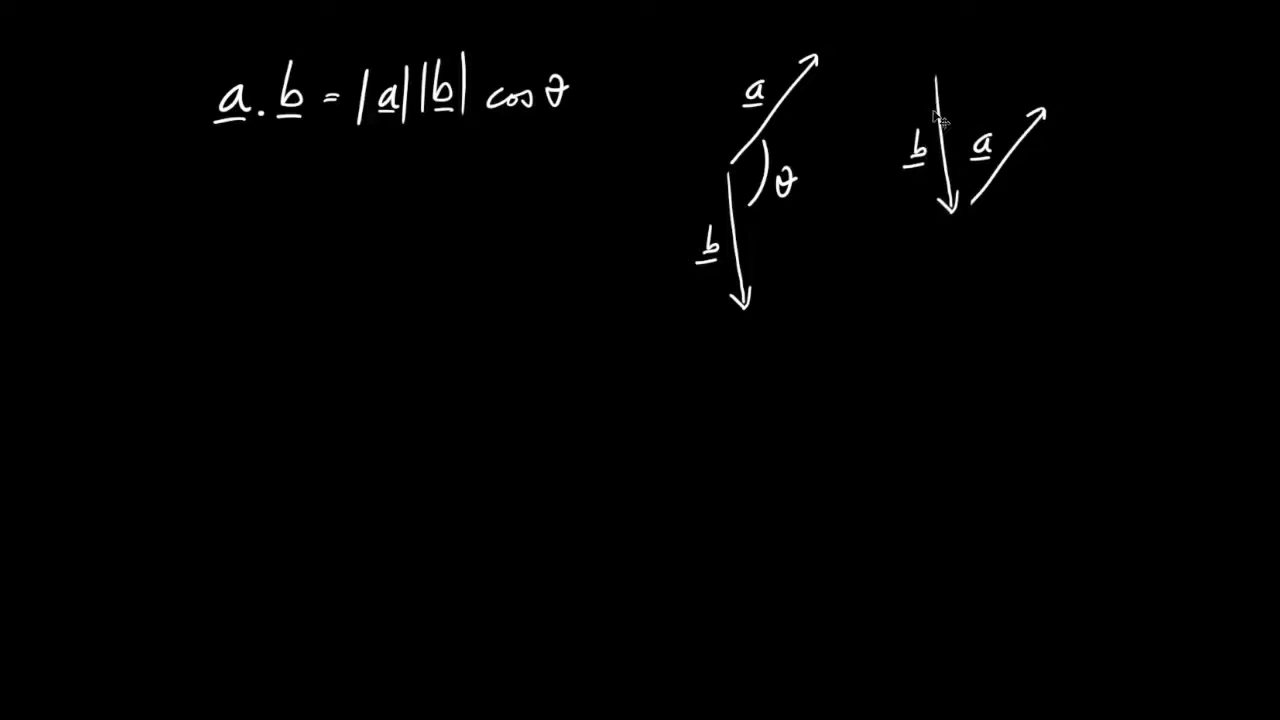 a . b = |a||b| cos θ
a
θ
b
b
a